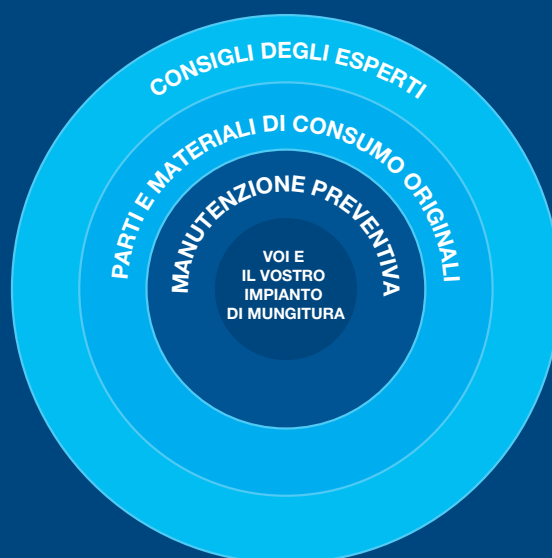 CONSIGLI DEGLI ESPERTI
PARTI E MATERIALI DI CONSUMO ORIGINALI
MANUTENZIONE PREVENTIVA
VOI E
IL VOSTRO
IMPIANTO
DI MUNGITURA